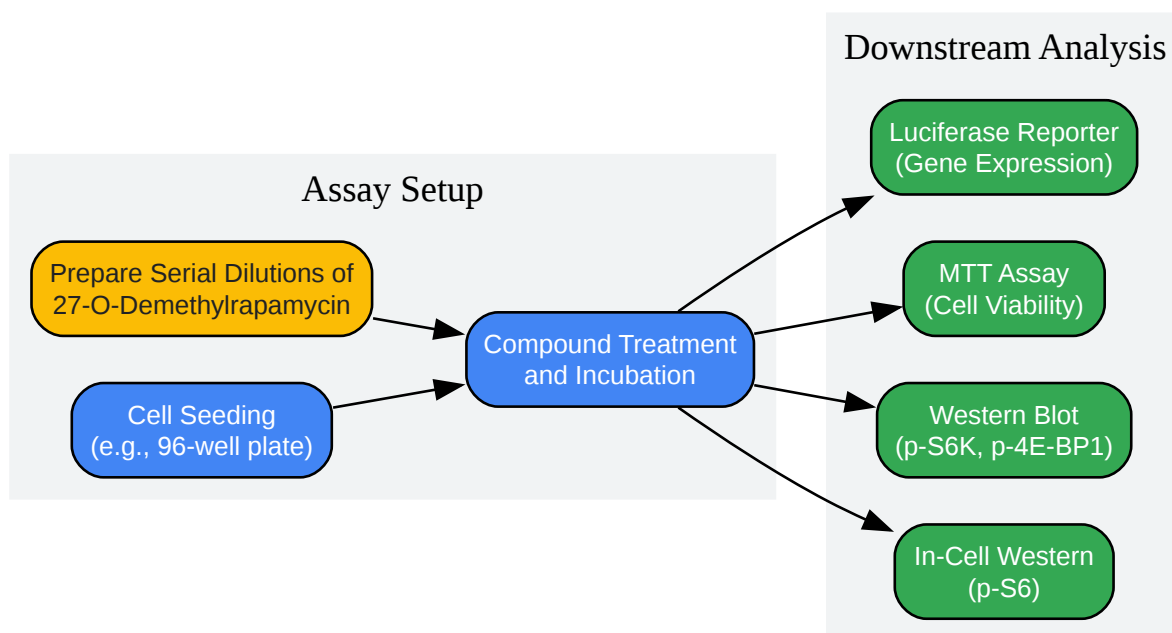 Assay Setup
Prepare Serial Dilutions of
27-O-Demethylrapamycin
Cell Seeding
(e.g., 96-well plate)
Compound Treatment
and Incubation
Downstream Analysis
Luciferase Reporter
(Gene Expression)
MTT Assay
(Cell Viability)
Western Blot
(p-S6K, p-4E-BP1)
In-Cell Western
(p-S6)